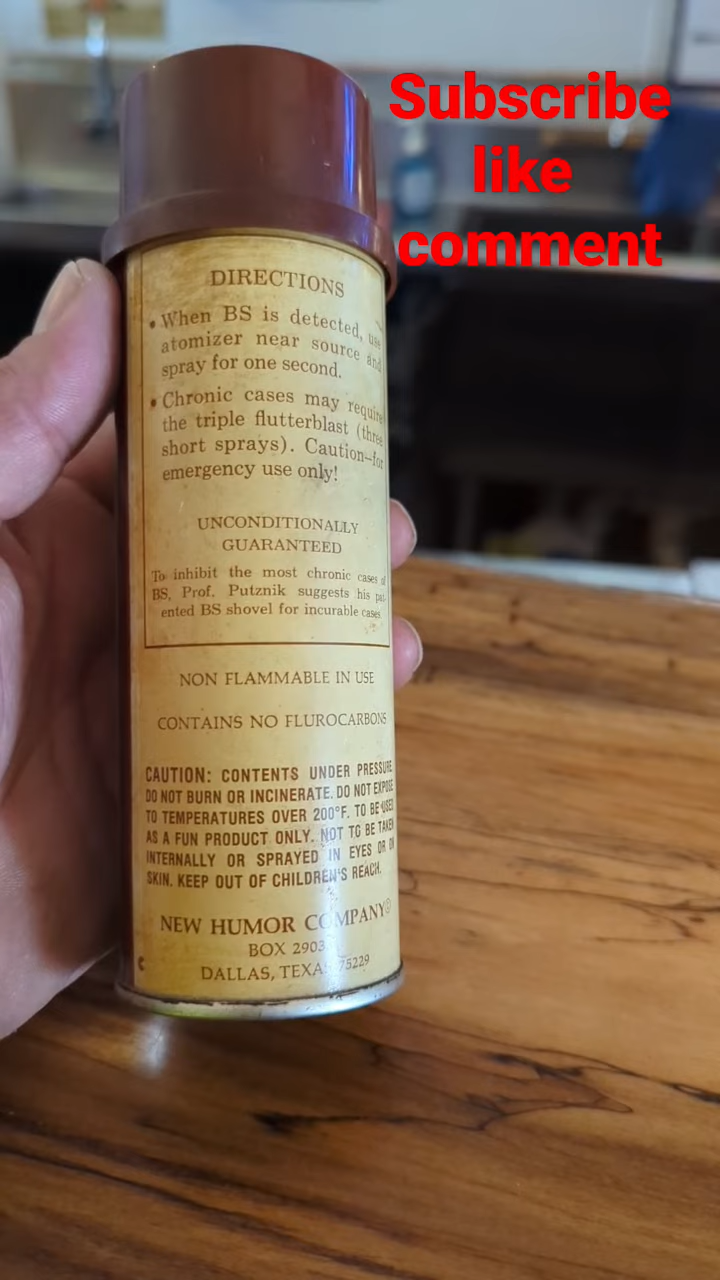 Subscribe
like
comment
DIRECTIONS
• When BS is detected, use
atomizer near source and
spray for one second.
• Chronic cases may require
the triple flutterblast (three
short sprays). Caution—for
emergency use only!
UNCONDITIONALLY
GUARANTEED
To inhibit the most chronic cases of
BS, Prof. Putznik suggests his pat-
ented BS shovel for incurable cases
NON FLAMMABLE IN USE
CONTAINS NO FLUROCARBONS
CAUTION: CONTENTS UNDER PRESSURE.
DO NOT BURN OR INCINERATE. DO NOT EXPOSE
TO TEMPERATURES OVER 200°F. TO BE USED
AS A FUN PRODUCT ONLY. NOT TO BE TAKEN
INTERNALLY OR SPRAYED IN EYES OR ON
SKIN. KEEP OUT OF CHILDREN'S REACH.
NEW HUMOR COMPANY
BOX 2903
DALLAS, TEXAS 75229